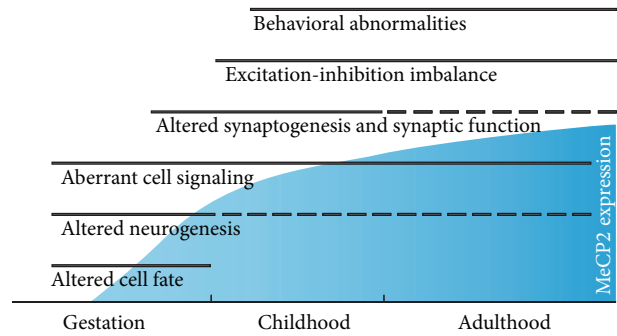 Behavioral abnormalities
Excitation-inhibition imbalance
Altered synaptogenesis and synaptic function
Aberrant cell signaling
Altered neurogenesis
Altered cell fate
MeCP2 expression
Gestation
Childhood
Adulthood